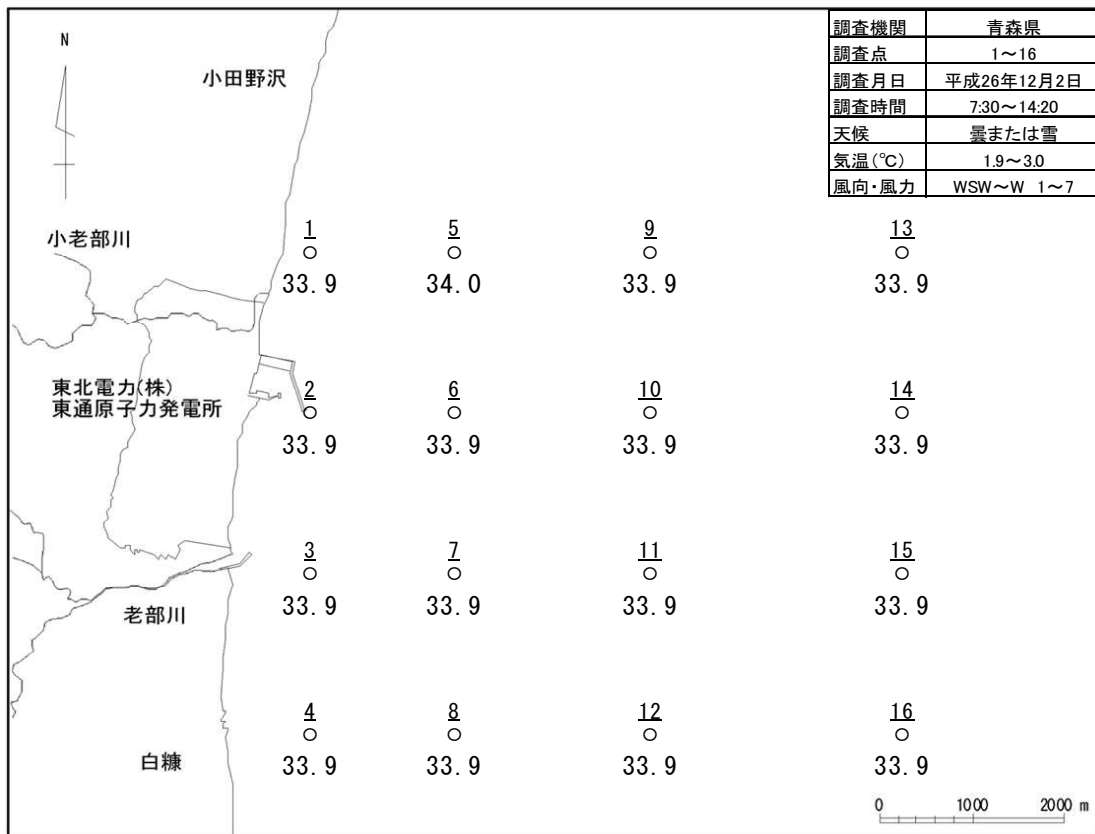 調査機関 青森県
調査点 1~16
調査月日 平成26年12月2日
調査時間 7:30~14:20
天候 曇または雪
気温(℃) 1.9~3.0
風向・風力 WSW~W 1~7
N
小田野沢
小老部川
1 5 9 13
33.9 34.0 33.9 33.9
東北電力(株)
東通原子力発電所
2 6 10 14
33.9 33.9 33.9 33.9
3 7 11 15
33.9 33.9 33.9 33.9
老部川
4 8 12 16
33.9 33.9 33.9 33.9
白糠
0 1000 2000 m